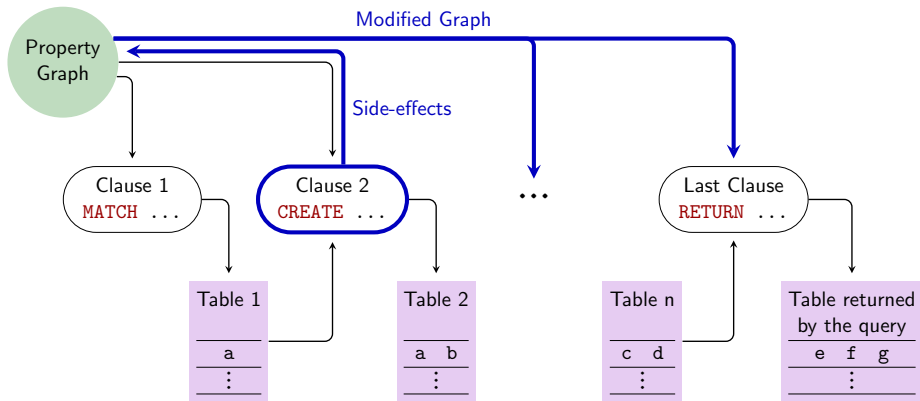 Modified Graph
Property
Graph
Side-effects
Clause 1
MATCH ...
Clause 2
CREATE ...
...
Last Clause
RETURN ...
Table 1
a
⋮
Table 2
a b
⋮
Table n
c d
⋮
Table returned
by the query
e f g
⋮